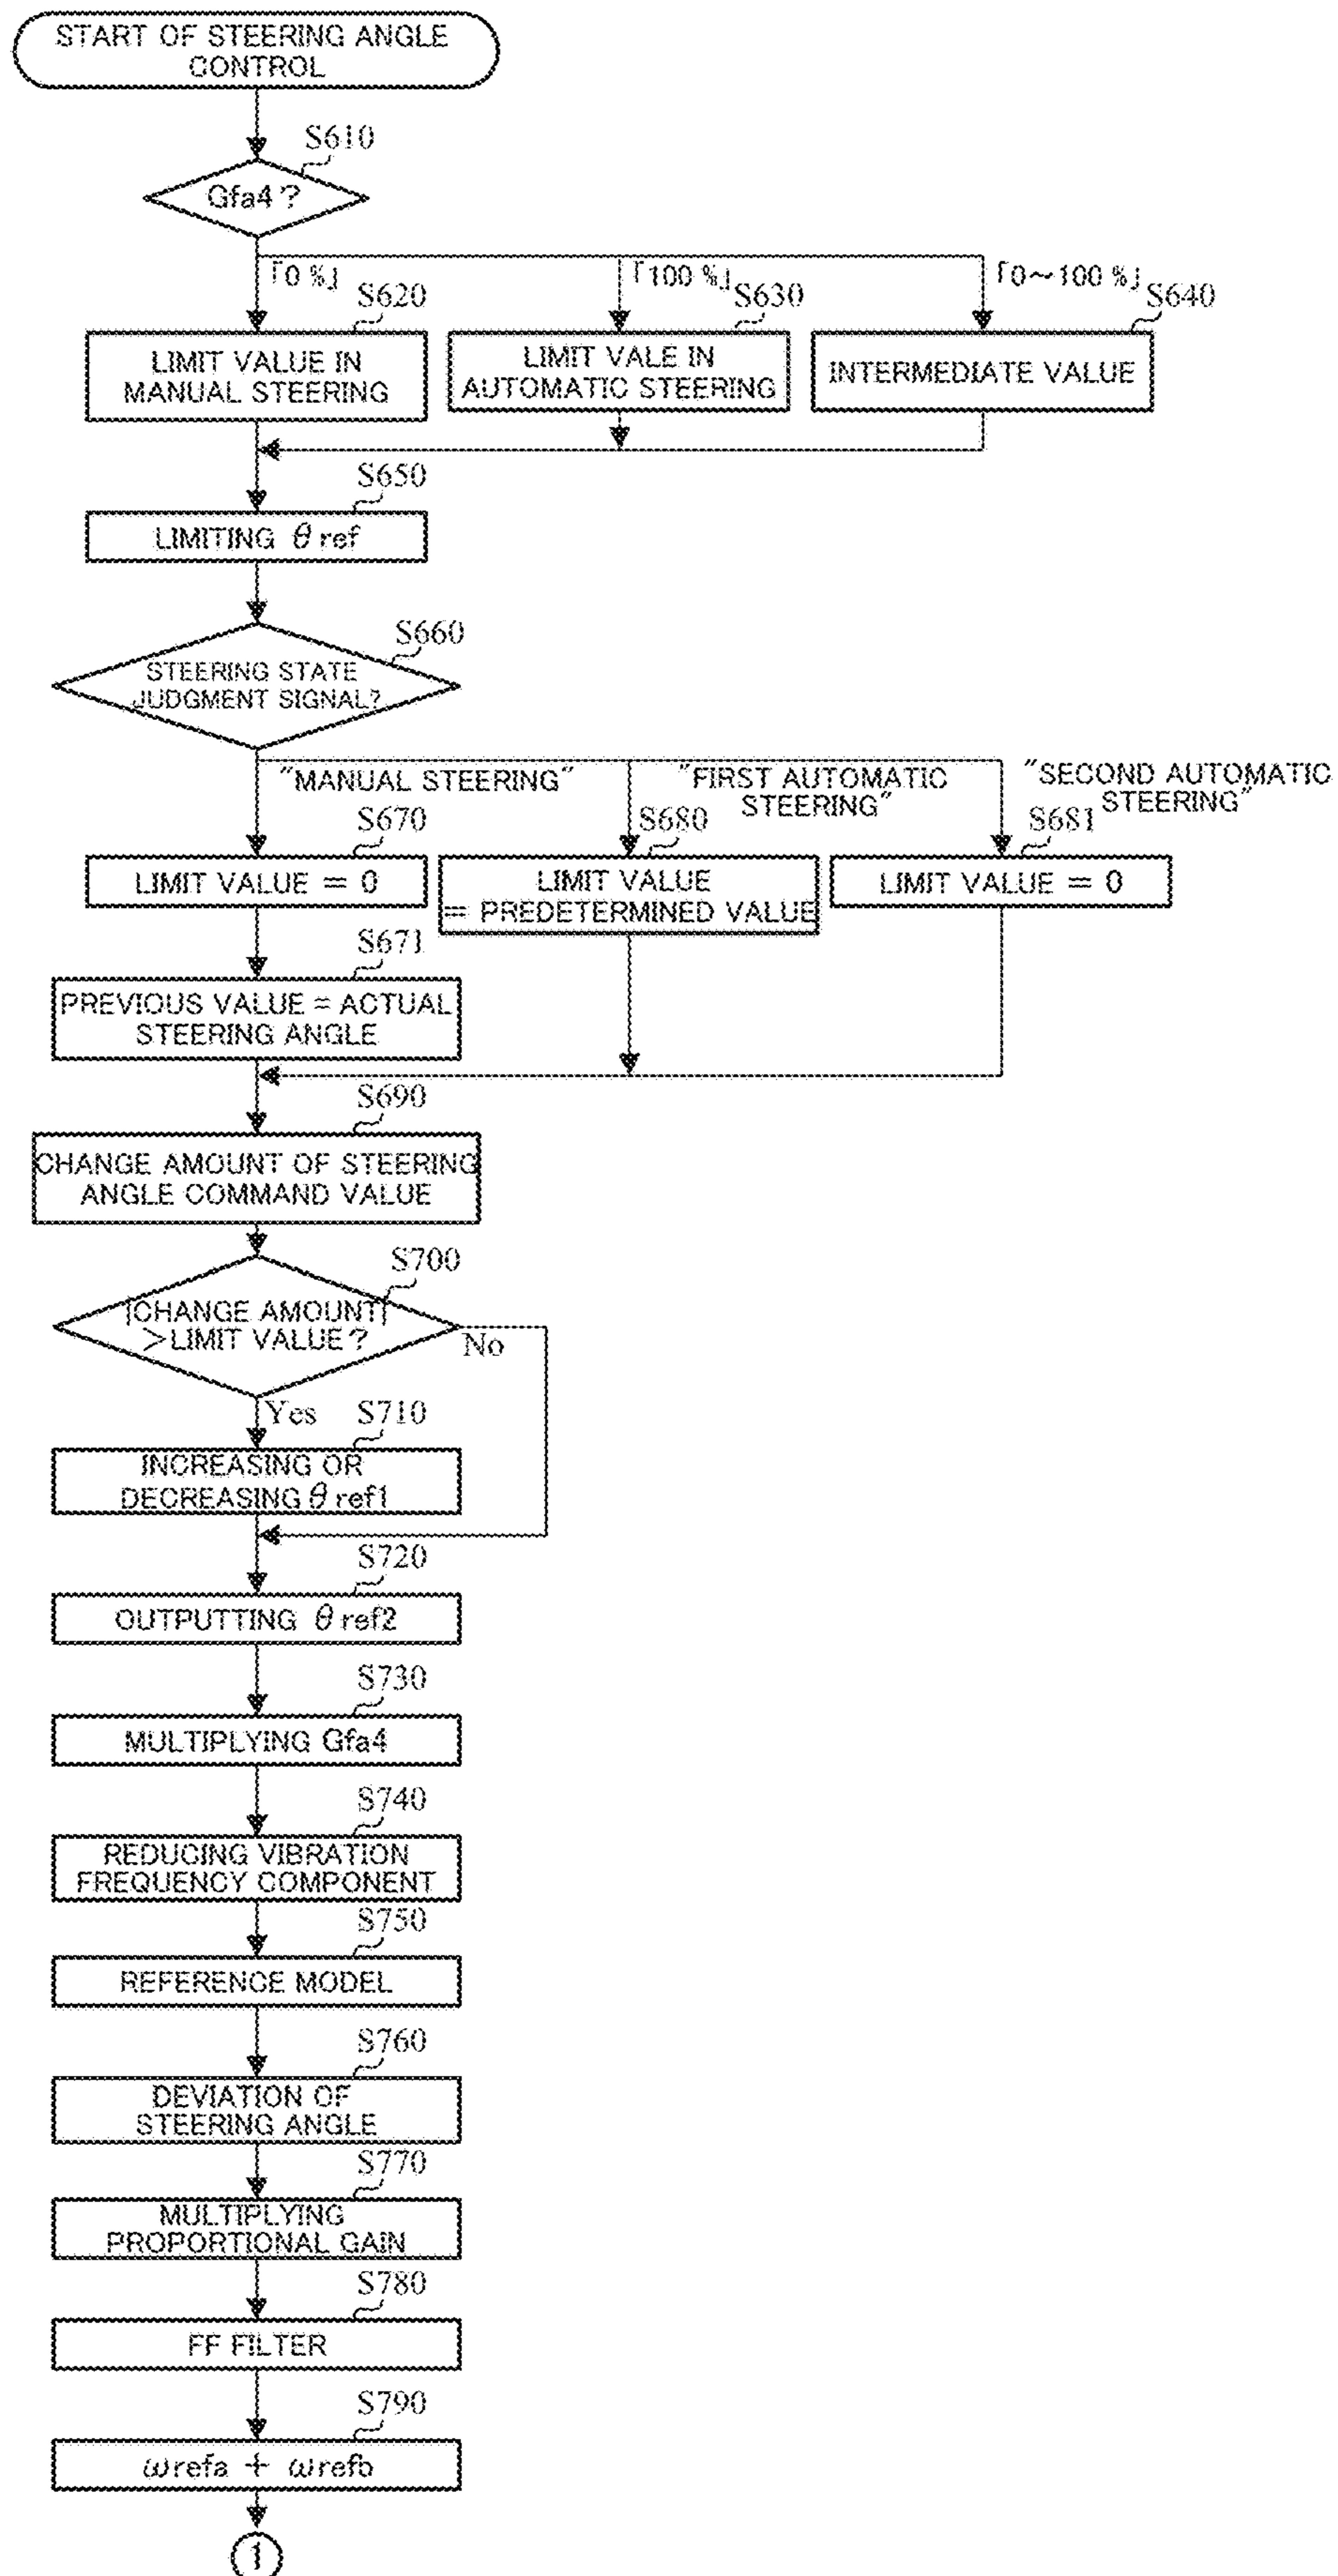 START OF STEERING ANGLE
CONTROL
S610
Gfa4?
「0 %」
「100 %」
「0~100 %」
S620
S630
S640
LIMIT VALUE IN
MANUAL STEERING
LIMIT VALE IN
AUTOMATIC STEERING
INTERMEDIATE VALUE
S650
LIMITING θref
S660
STEERING STATE
JUDGMENT SIGNAL?
"MANUAL STEERING"
"FIRST AUTOMATIC
STEERING"
"SECOND AUTOMATIC
STEERING"
S670
S680
S681
LIMIT VALUE = 0
LIMIT VALUE
= PREDETERMINED VALUE
LIMIT VALUE = 0
S671
PREVIOUS VALUE = ACTUAL
STEERING ANGLE
S690
CHANGE AMOUNT OF STEERING
ANGLE COMMAND VALUE
S700
|CHANGE AMOUNT|
>LIMIT VALUE?
No
Yes
S710
INCREASING OR
DECREASING θref1
S720
OUTPUTTING θref2
S730
MULTIPLYING Gfa4
S740
REDUCING VIBRATION
FREQUENCY COMPONENT
S750
REFERENCE MODEL
S760
DEVIATION OF
STEERING ANGLE
S770
MULTIPLYING
PROPORTIONAL GAIN
S780
FF FILTER
S790
ωrefa + ωrefb
1